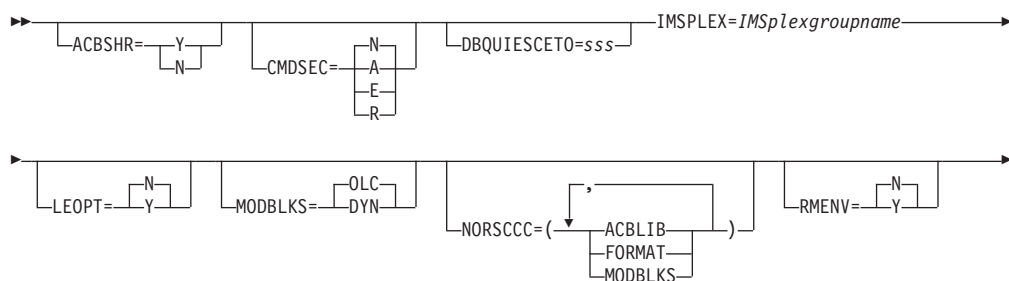 IMSPLEX=IMSplexgroupname
ACBSHR= Y
N
CMDSEC= N
A
E
R
DBQUIESCETO=sss
LEOPT= N
Y
MODBLKS= OLC
DYN
NORSCCC=( , ACBLIB )
FORMAT
MODBLKS
RMENV= N
Y